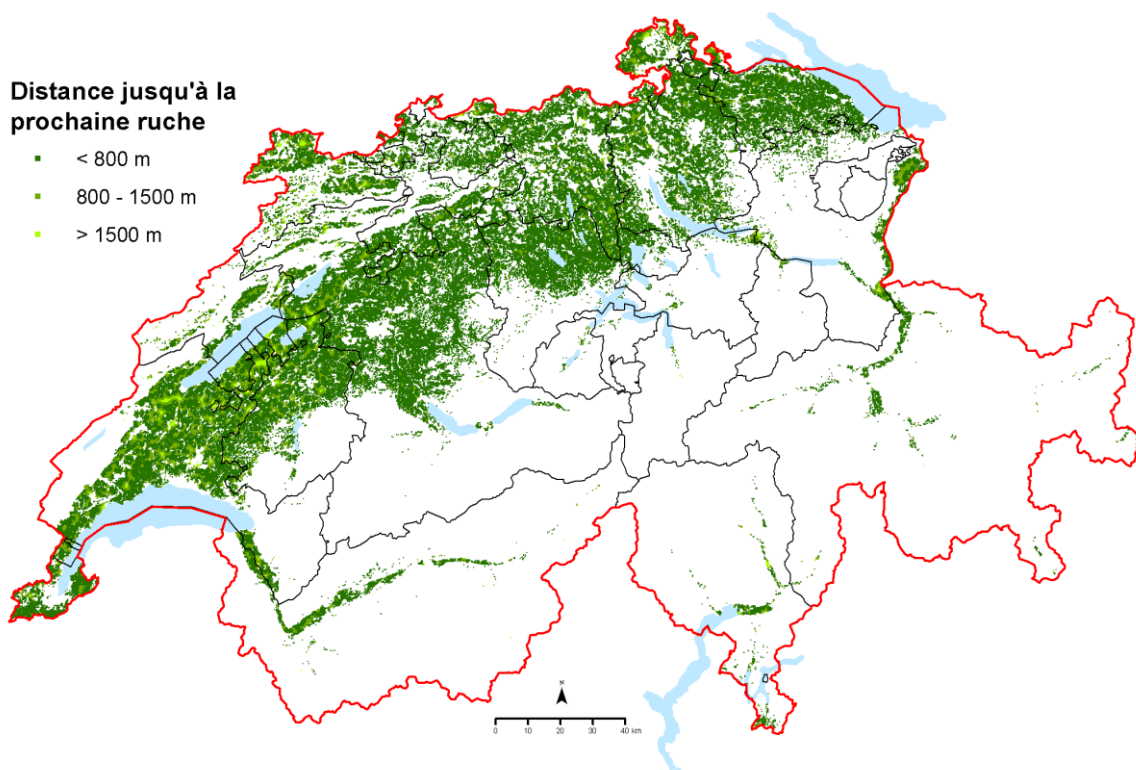 Distance jusqu'à la
prochaine ruche
< 800 m
800 - 1500 m
> 1500 m
N
0 10 20 30 40 km